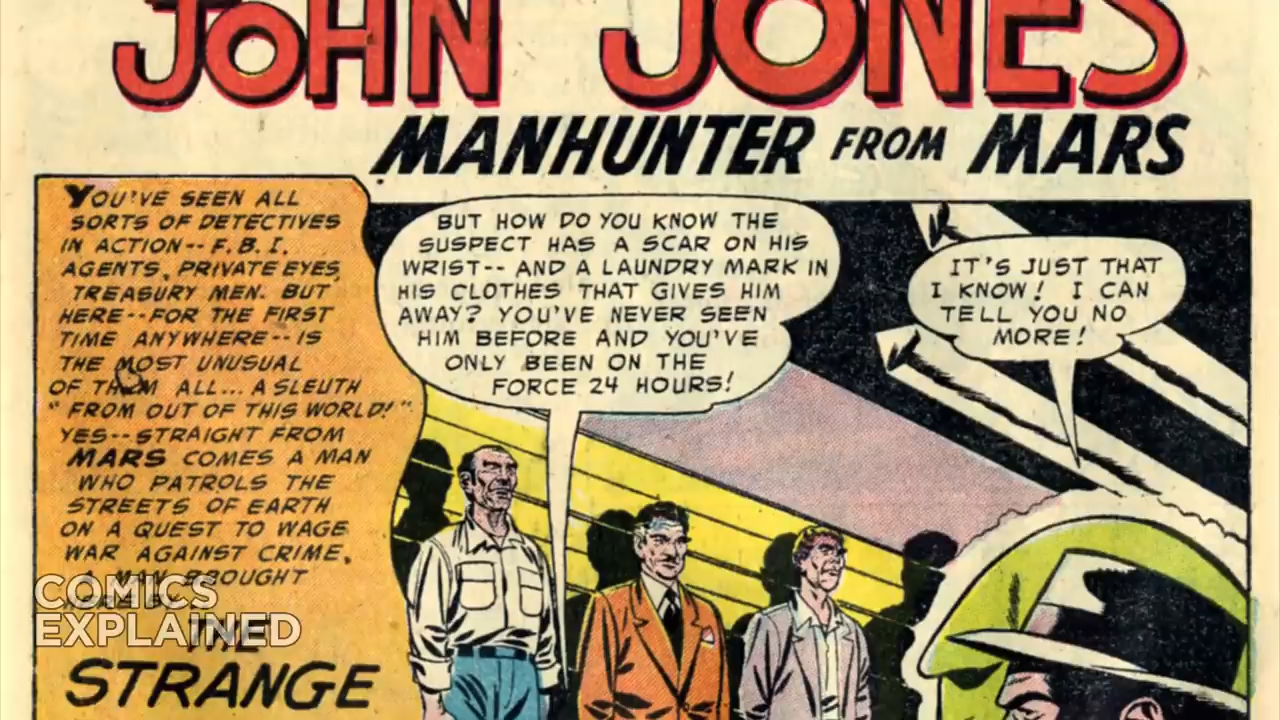 JOHN JONES
MANHUNTER FROM MARS
YOU'VE SEEN ALL
SORTS OF DETECTIVES
IN ACTION-- F.B.I.
AGENTS, PRIVATE EYES,
TREASURY MEN. BUT
HERE--FOR THE FIRST
TIME ANYWHERE--IS
THE MOST UNUSUAL
OF THEM ALL... A SLEUTH
"FROM OUT OF THIS WORLD!"
YES--STRAIGHT FROM
MARS COMES A MAN
WHO PATROLS THE
STREETS OF EARTH
ON A QUEST TO WAGE
WAR AGAINST CRIME.
A MAN BROUGHT
THE
STRANGE
BUT HOW DO YOU KNOW THE
SUSPECT HAS A SCAR ON HIS
WRIST-- AND A LAUNDRY MARK IN
HIS CLOTHES THAT GIVES HIM
AWAY? YOU'VE NEVER SEEN
HIM BEFORE AND YOU'VE
ONLY BEEN ON THE
FORCE 24 HOURS!
IT'S JUST THAT
I KNOW! I CAN
TELL YOU NO
MORE!
COMICS
EXPLAINED